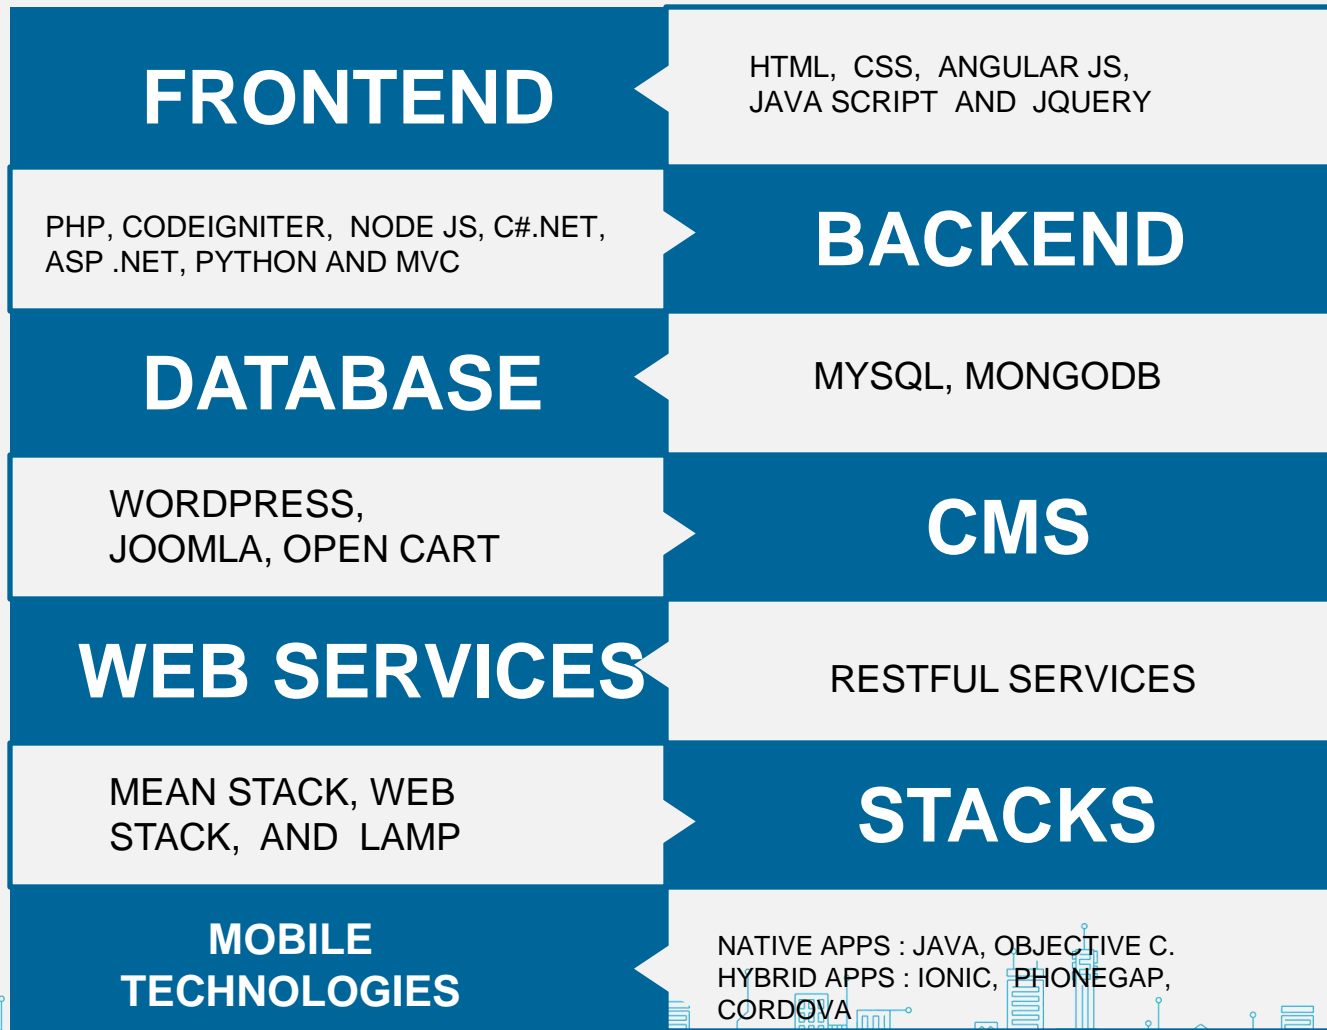 FRONTEND
HTML, CSS, ANGULAR JS,
JAVA SCRIPT AND JQUERY
PHP, CODEIGNITER, NODE JS, C#.NET,
ASP .NET, PYTHON AND MVC
BACKEND
DATABASE
MYSQL, MONGODB
WORDPRESS,
JOOMLA, OPEN CART
CMS
WEB SERVICES
RESTFUL SERVICES
MEAN STACK, WEB
STACK, AND LAMP
STACKS
MOBILE
TECHNOLOGIES
NATIVE APPS : JAVA, OBJECTIVE C.
HYBRID APPS : IONIC, PHONEGAP,
CORDOVA